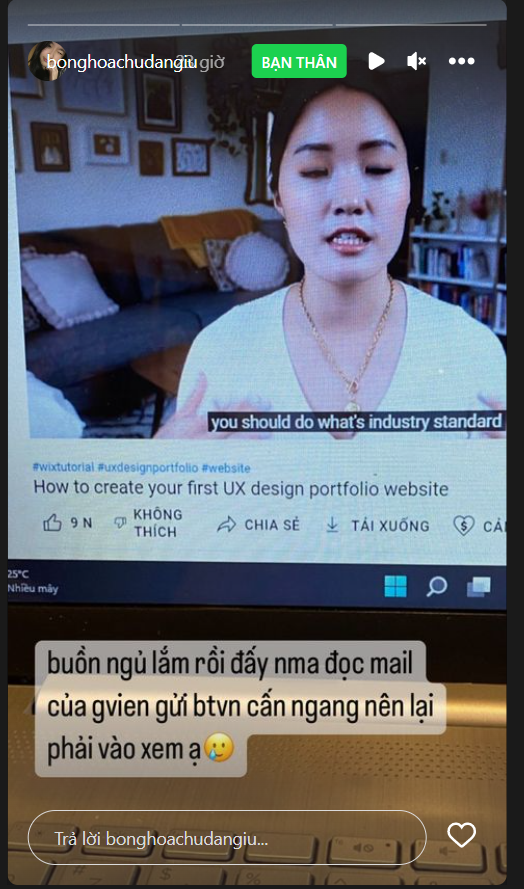 bonghoachudangiu 23 giờ
BẠN THÂN
you should do what's industry standard
#wixtutorial #uxdesignportfolio #website
How to create your first UX design portfolio website
9 N
KHÔNG
THÍCH
CHIA SẺ
TẢI XUỐNG
25°C
Nhiều mây
buồn ngủ lắm rồi đấy nma đọc mail
của gvien gửi btvn cấn ngang nên lại
phải vào xem ạ🥲
Trả lời bonghoachudangiu...